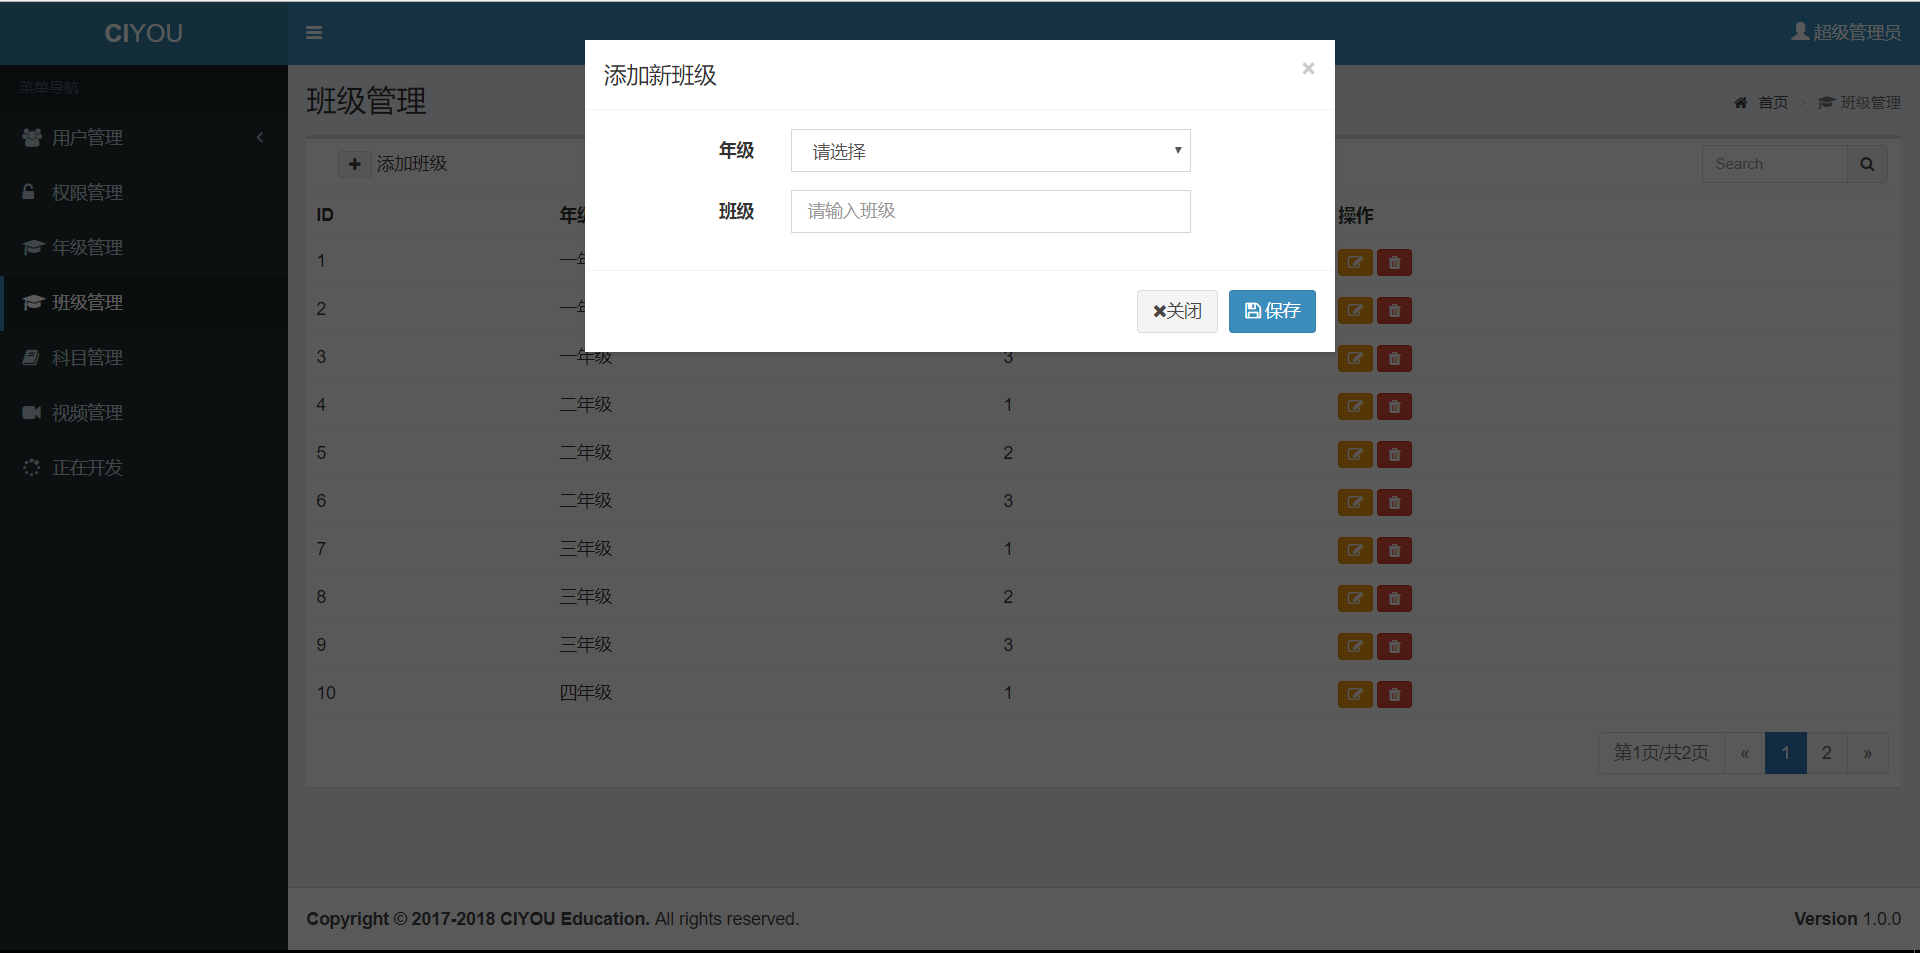 CIYOU
超级管理员
菜单导航
用户管理
权限管理
年级管理
班级管理
科目管理
视频管理
正在开发
班级管理
首页 > 班级管理
添加班级
Search
添加新班级
×
年级 请选择
班级 请输入班级
关闭 保存
ID 年级 操作
1 一年
2 一年
3 一年级 3
4 二年级 1
5 二年级 2
6 二年级 3
7 三年级 1
8 三年级 2
9 三年级 3
10 四年级 1
第1页/共2页 « 1 2 »
Copyright © 2017-2018 CIYOU Education. All rights reserved.
Version 1.0.0